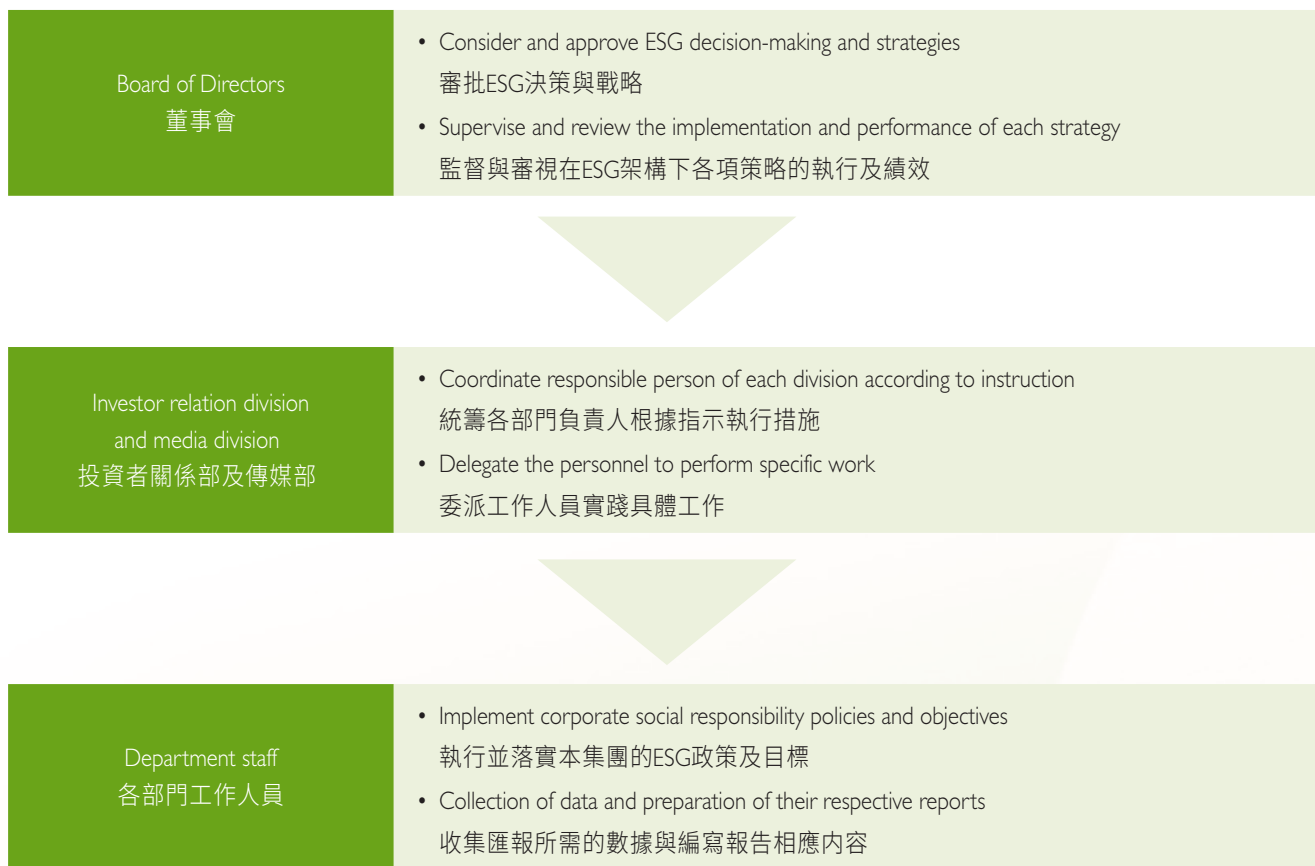 Board of Directors
董事會
• Consider and approve ESG decision-making and strategies
審批ESG決策與戰略
• Supervise and review the implementation and performance of each strategy
監督與審視在ESG架構下各項策略的執行及績效
Investor relation division
and media division
投資者關係部及傳媒部
• Coordinate responsible person of each division according to instruction
統籌各部門負責人根據指示執行措施
• Delegate the personnel to perform specific work
委派工作人員實踐具體工作
Department staff
各部門工作人員
• Implement corporate social responsibility policies and objectives
執行並落實本集團的ESG政策及目標
• Collection of data and preparation of their respective reports
收集匯報所需的數據與編寫報告相應內容